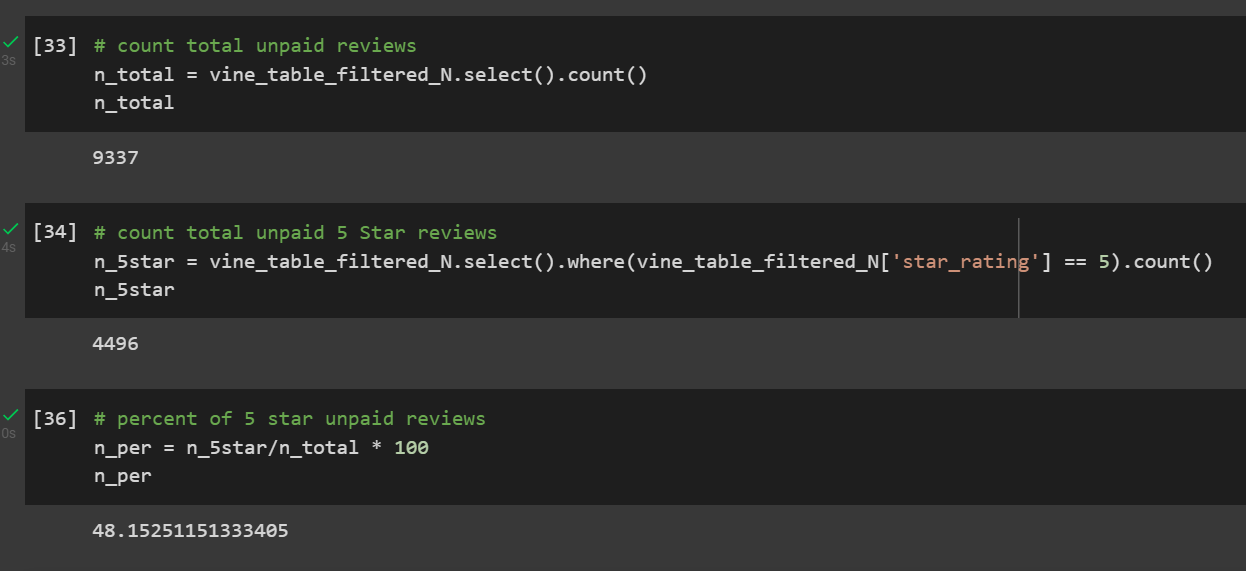 [33] # count total unpaid reviews
3s
n_total = vine_table_filtered_N.select().count()
n_total
9337
[34] # count total unpaid 5 Star reviews
4s
n_5star = vine_table_filtered_N.select().where(vine_table_filtered_N['star_rating'] == 5).count()
n_5star
4496
[36] # percent of 5 star unpaid reviews
0s
n_per = n_5star/n_total * 100
n_per
48.15251151333405